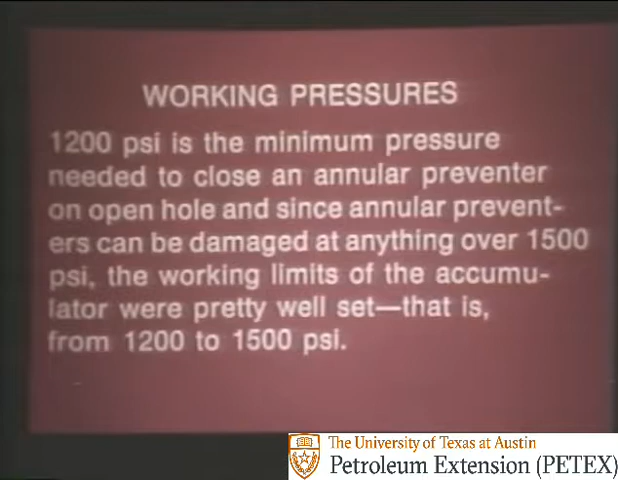 WORKING PRESSURES
1200 psi is the minimum pressure
needed to close an annular preventer
on open hole and since annular prevent-
ers can be damaged at anything over 1500
psi, the working limits of the accumu-
lator were pretty well set—that is,
from 1200 to 1500 psi.
The University of Texas at Austin
Petroleum Extension (PETEX)